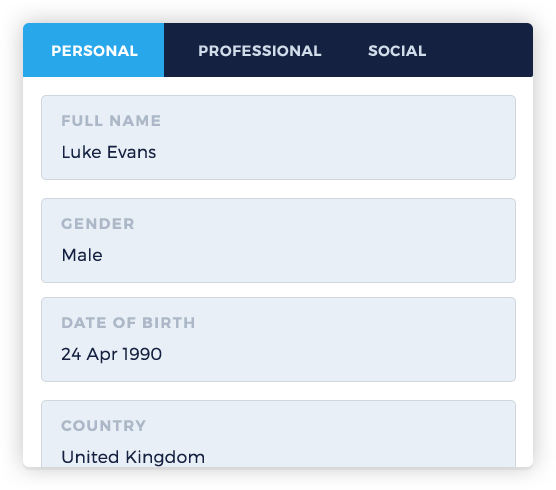 PERSONAL PROFESSIONAL SOCIAL
FULL NAME
Luke Evans
GENDER
Male
DATE OF BIRTH
24 Apr 1990
COUNTRY
United Kingdom